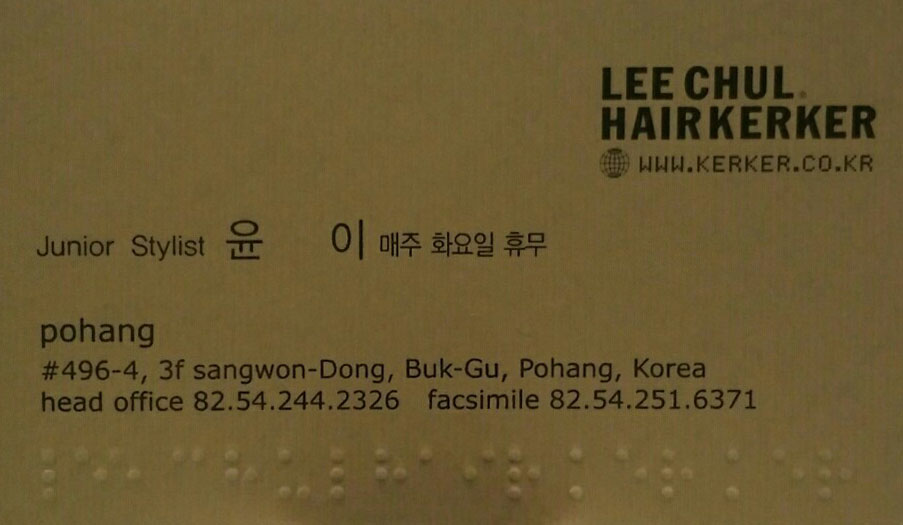 LEE CHUL.
HAIRKERKER
WWW.KERKER.CO.KR
Junior Stylist 윤 이 매주 화요일 휴무
pohang
#496-4, 3f sangwon-Dong, Buk-Gu, Pohang, Korea
head office 82.54.244.2326 facsimile 82.54.251.6371